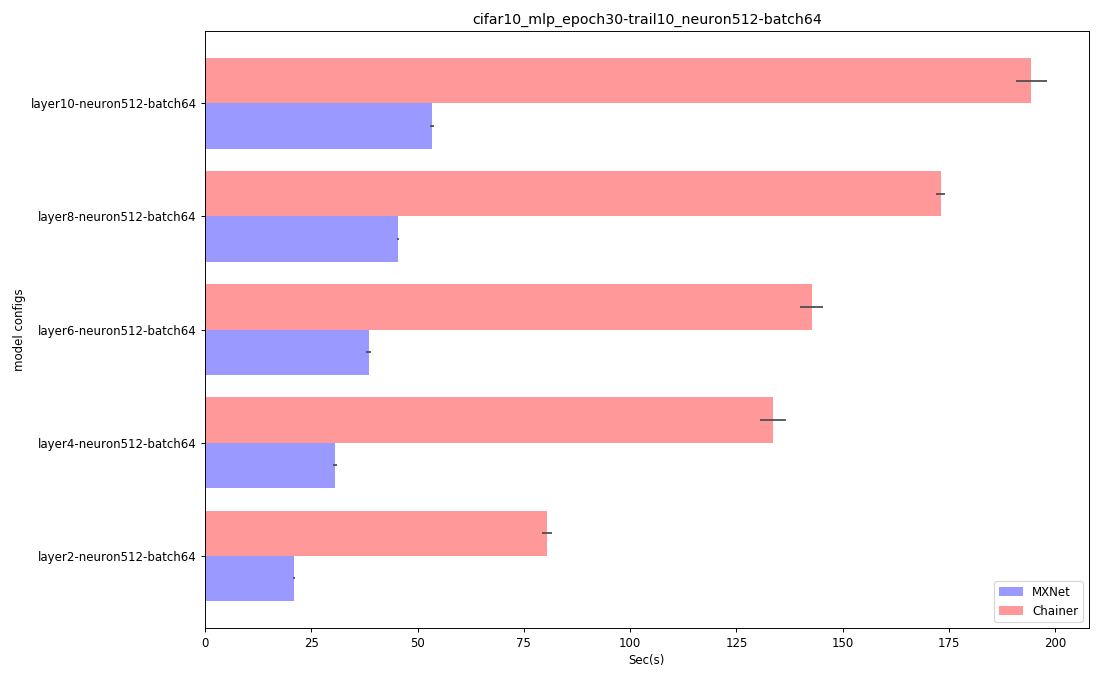 cifar10_mlp_epoch30-trail10_neuron512-batch64
model configs
layer10-neuron512-batch64
layer8-neuron512-batch64
layer6-neuron512-batch64
layer4-neuron512-batch64
layer2-neuron512-batch64
0 25 50 75 100 125 150 175 200
Sec(s)
MXNet
Chainer